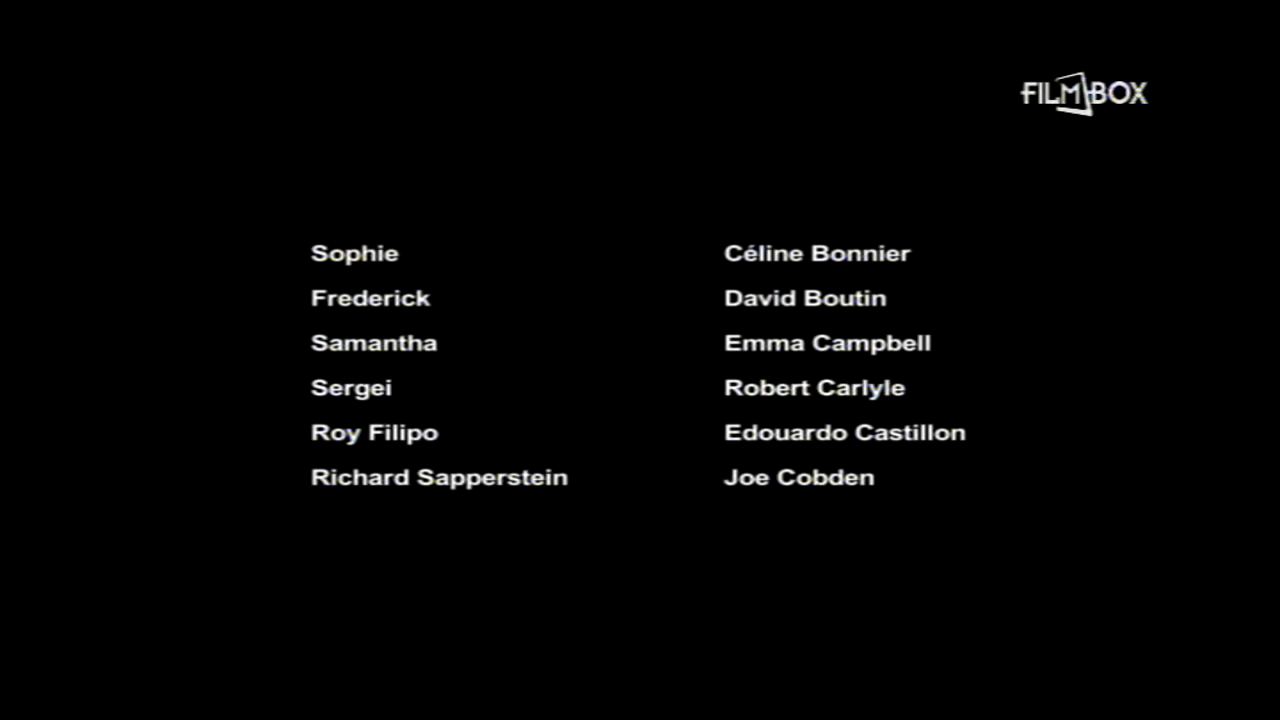 FILMBOX
Sophie Céline Bonnier
Frederick David Boutin
Samantha Emma Campbell
Sergei Robert Carlyle
Roy Filipo Edouardo Castillon
Richard Sapperstein Joe Cobden